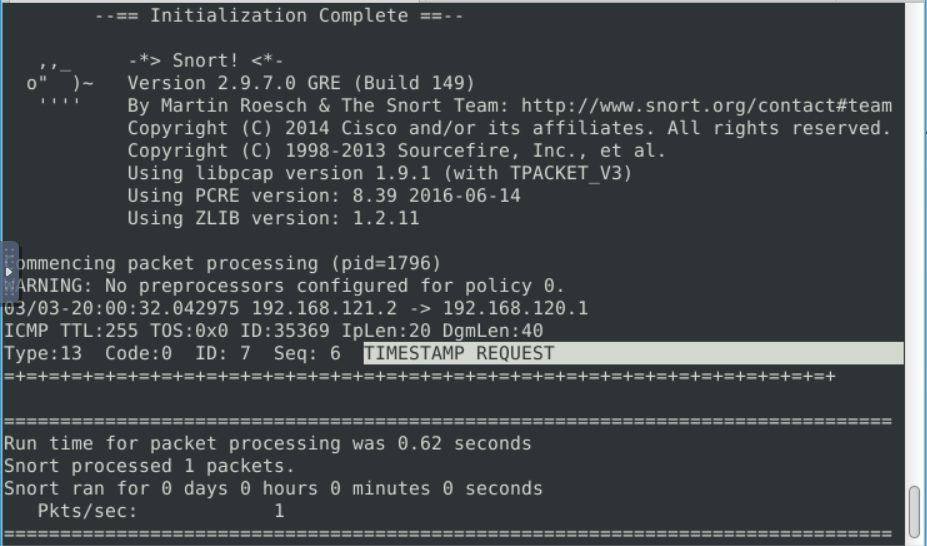 --== Initialization Complete ==--
,,_ -*> Snort! <*-
o" )~ Version 2.9.7.0 GRE (Build 149)
'''' By Martin Roesch & The Snort Team: http://www.snort.org/contact#team
Copyright (C) 2014 Cisco and/or its affiliates. All rights reserved.
Copyright (C) 1998-2013 Sourcefire, Inc., et al.
Using libpcap version 1.9.1 (with TPACKET_V3)
Using PCRE version: 8.39 2016-06-14
Using ZLIB version: 1.2.11
ommencing packet processing (pid=1796)
WARNING: No preprocessors configured for policy 0.
03/03-20:00:32.042975 192.168.121.2 -> 192.168.120.1
ICMP TTL:255 TOS:0x0 ID:35369 IpLen:20 DgmLen:40
Type:13 Code:0 ID: 7 Seq: 6 TIMESTAMP REQUEST
=+=+=+=+=+=+=+=+=+=+=+=+=+=+=+=+=+=+=+=+=+=+=+=+=+=+=+=+=+=+=+=+=+=+=+=+=+
===============================================================================
Run time for packet processing was 0.62 seconds
Snort processed 1 packets.
Snort ran for 0 days 0 hours 0 minutes 0 seconds
Pkts/sec: 1
===============================================================================